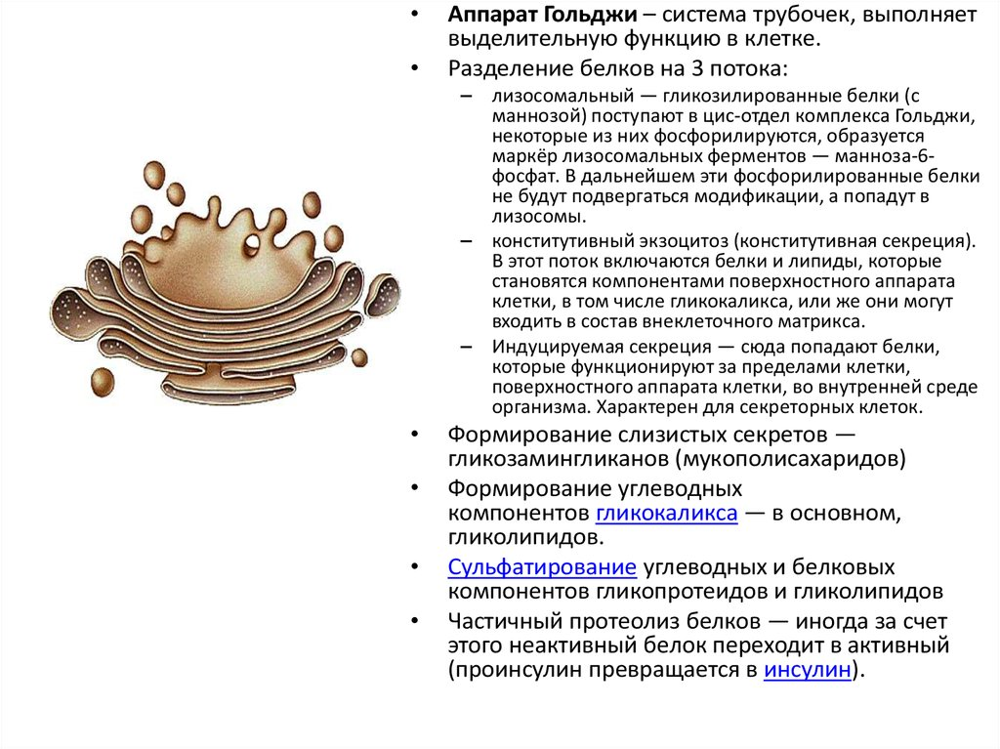 • Аппарат Гольджи – система трубочек, выполняет
выделительную функцию в клетке.
• Разделение белков на 3 потока:
– лизосомальный — гликозилированные белки (с
маннозой) поступают в цис-отдел комплекса Гольджи,
некоторые из них фосфорилируются, образуется
маркёр лизосомальных ферментов — манноза-6-
фосфат. В дальнейшем эти фосфорилированные белки
не будут подвергаться модификации, а попадут в
лизосомы.
– конститутивный экзоцитоз (конститутивная секреция).
В этот поток включаются белки и липиды, которые
становятся компонентами поверхностного аппарата
клетки, в том числе гликокаликса, или же они могут
входить в состав внеклеточного матрикса.
– Индуцируемая секреция — сюда попадают белки,
которые функционируют за пределами клетки,
поверхностного аппарата клетки, во внутренней среде
организма. Характерен для секреторных клеток.
• Формирование слизистых секретов —
гликозамингликанов (мукополисахаридов)
• Формирование углеводных
компонентов гликокаликса — в основном,
гликолипидов.
• Сульфатирование углеводных и белковых
компонентов гликопротеидов и гликолипидов
• Частичный протеолиз белков — иногда за счет
этого неактивный белок переходит в активный
(проинсулин превращается в инсулин).